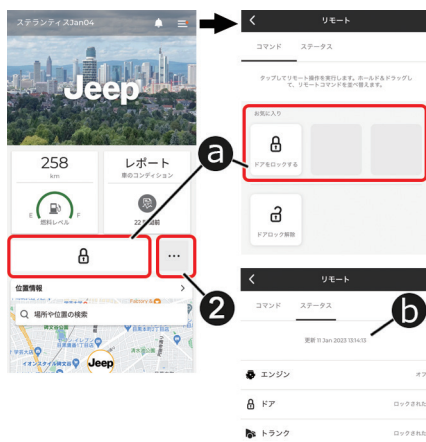 ステランティスJan04
Jeep
258
km
E
F
燃料レベル
レポート
車のコンディション
位置情報
場所や位置の検索
Jeep
a
2
リモート
コマンド
ステータス
タップしてリモート操作を実行します。ホールド&ドラッグし
て、リモートコマンドを並べ替えます。
お気に入り
ドアをロックする
ドアロック解除
リモート
コマンド
ステータス
b
更新 11 Jan 2023 13:14:13
エンジン
オフ
ドア
ロックされた
トランク
ロックされた